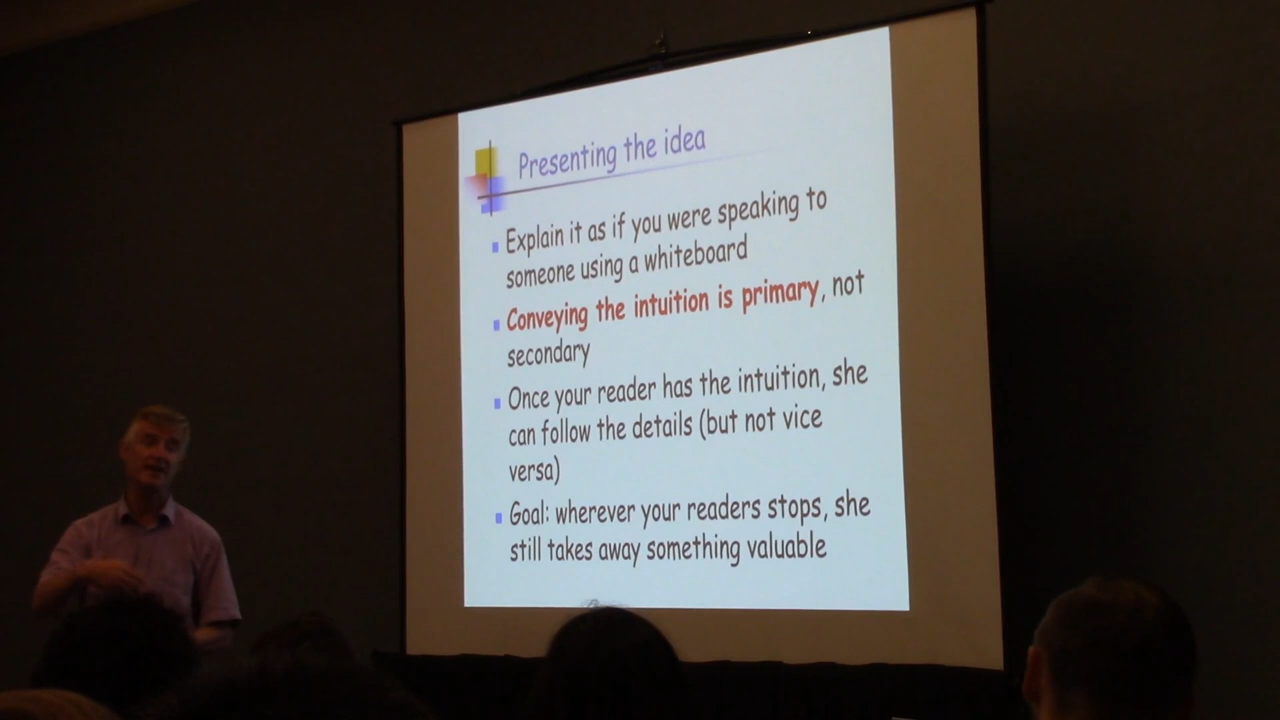 Presenting the idea
Explain it as if you were speaking to
someone using a whiteboard
Conveying the intuition is primary, not
secondary
Once your reader has the intuition, she
can follow the details (but not vice
versa)
Goal: wherever your readers stops, she
still takes away something valuable